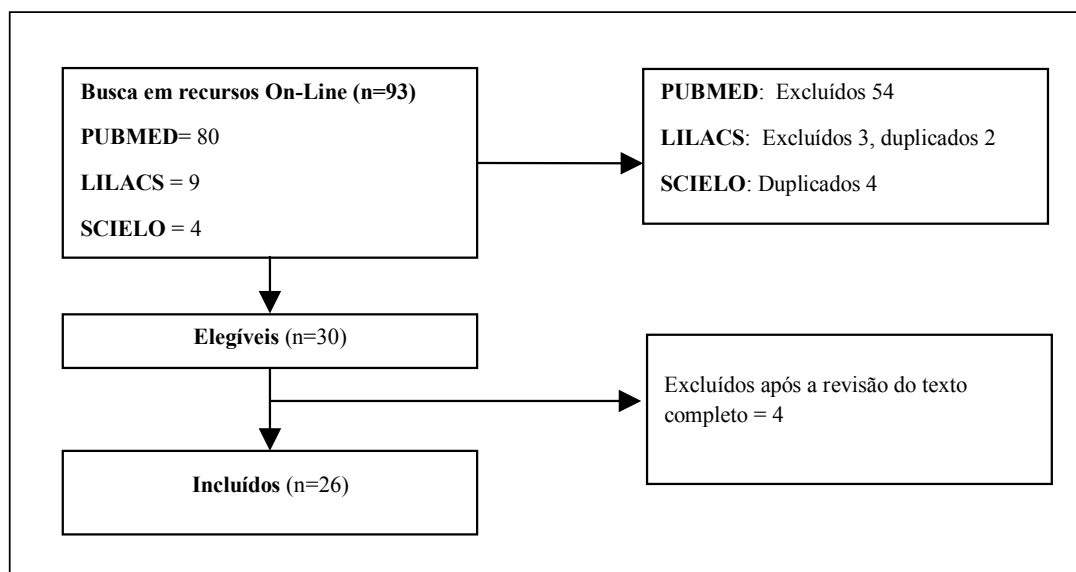 Busca em recursos On-Line (n=93)
PUBMED= 80
LILACS = 9
SCIELO = 4
PUBMED: Excluídos 54
LILACS: Excluídos 3, duplicados 2
SCIELO: Duplicados 4
Elegíveis (n=30)
Excluídos após a revisão do texto
completo = 4
Incluídos (n=26)